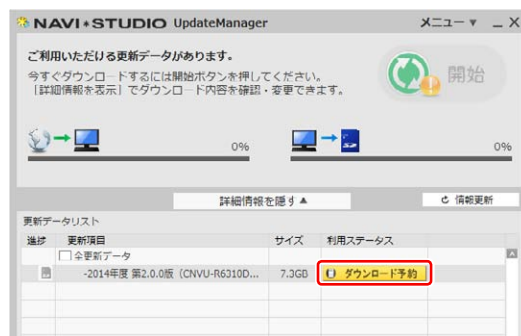 NAVI*STUDIO UpdateManager
メニュー ▼ _ X
ご利用いただける更新データがあります。
今すぐダウンロードするには開始ボタンを押してください。
[詳細情報を表示]でダウンロード内容を確認・変更できます。
開始
0%
0%
詳細情報を隠す▲
情報更新
更新データリスト
進捗 更新項目 サイズ 利用ステータス
全更新データ
-2014年度 第2.0.0版 (CNVU-R6310D... 7.3GB ダウンロード予約